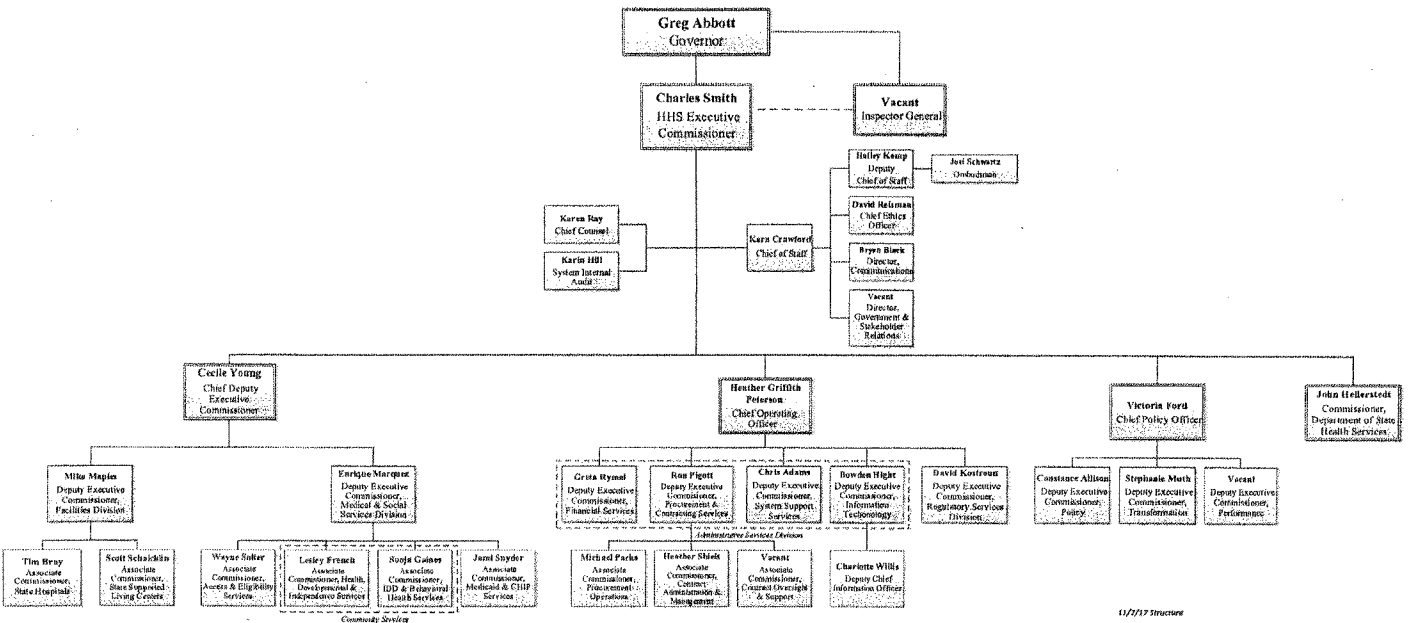 Greg Abbott
Governor
Charles Smith
HHS Executive
Commissioner
Vacant
Inspector General
Hailey Kemp
Deputy
Chief of Staff
Joel Schwartz
Ombudsman
Karen Ray
Chief Counsel
David Reisman
Chief Ethics
Officer
Kara Crawford
Chief of Staff
Karin Hill
System Internal
Audit
Bryan Black
Director,
Communications
Vacant
Director,
Government &
Stakeholder
Relations
Cecile Young
Chief Deputy
Executive
Commissioner
Heather Griffith
Peterson
Chief Operating
Officer
Victoria Ford
Chief Policy Officer
John Hellerstedt
Commissioner,
Department of State
Health Services
Mike Maples
Deputy Executive
Commissioner,
Facilities Division
Enrique Marquez
Deputy Executive
Commissioner,
Medical & Social
Services Division
Greta Rymal
Deputy Executive
Commissioner,
Financial Services
Ron Pigott
Deputy Executive
Commissioner,
Procurement &
Contracting Services
Chris Adams
Deputy Executive
Commissioner,
System Support
Services
Bowden Hight
Deputy Executive
Commissioner,
Information
Technology
David Kostroun
Deputy Executive
Commissioner,
Regulatory Services
Division
Constance Allison
Deputy Executive
Commissioner,
Policy
Stephanie Muth
Deputy Executive
Commissioner,
Transformation
Vacant
Deputy Executive
Commissioner,
Performance
Administrative Services Division
Tim Bray
Associate
Commissioner,
State Hospitals
Scott Schalchlin
Associate
Commissioner,
State Supported
Living Centers
Wayne Salter
Associate
Commissioner,
Access & Eligibility
Services
Lesley French
Associate
Commissioner, Health,
Developmental &
Independence Services
Sonja Gaines
Associate
Commissioner,
IDD & Behavioral
Health Services
Jami Snyder
Associate
Commissioner,
Medicaid & CHIP
Services
Community Services
Michael Parks
Associate
Commissioner,
Procurement
Operations
Heather Shiels
Associate
Commissioner,
Contract
Administration &
Management
Vacant
Associate
Commissioner,
Contract Oversight
& Support
Charlotte Willis
Deputy Chief
Information Officer
11/7/17 Structure